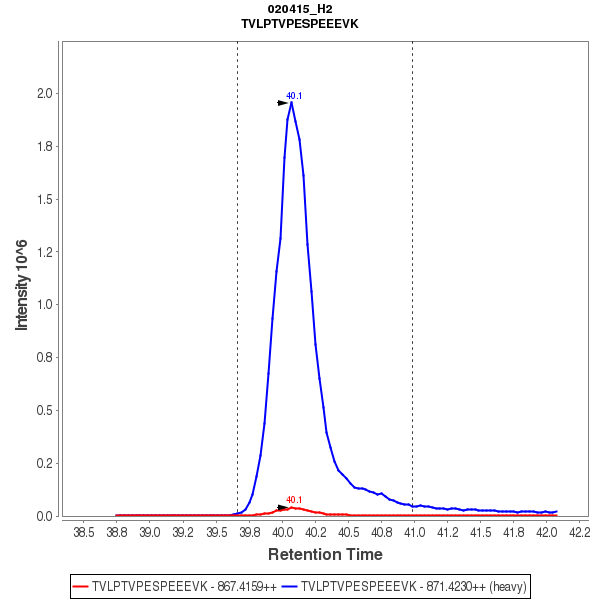 020415_H2
TVLPTVPESPEEEVK
40.1
40.1
Intensity 10^6
2.0
1.8
1.5
1.2
1.0
0.8
0.5
0.2
0.0
38.5 38.8 39.0 39.2 39.5 39.8 40.0 40.2 40.5 40.8 41.0 41.2 41.5 41.8 42.0 42.2
Retention Time
TVLPTVPESPEEEVK - 867.4159++ TVLPTVPESPEEEVK - 871.4230++ (heavy)